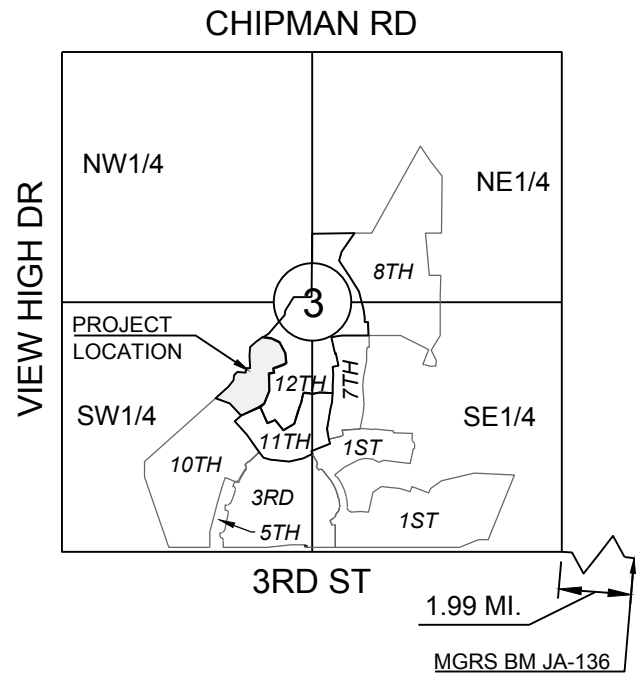 CHIPMAN RD
VIEW HIGH DR
NW1/4
NE1/4
8TH
3
PROJECT
LOCATION
12TH
7TH
SW1/4
SE1/4
11TH
1ST
10TH
3RD
1ST
5TH
3RD ST
1.99 MI.
MGRS BM JA-136